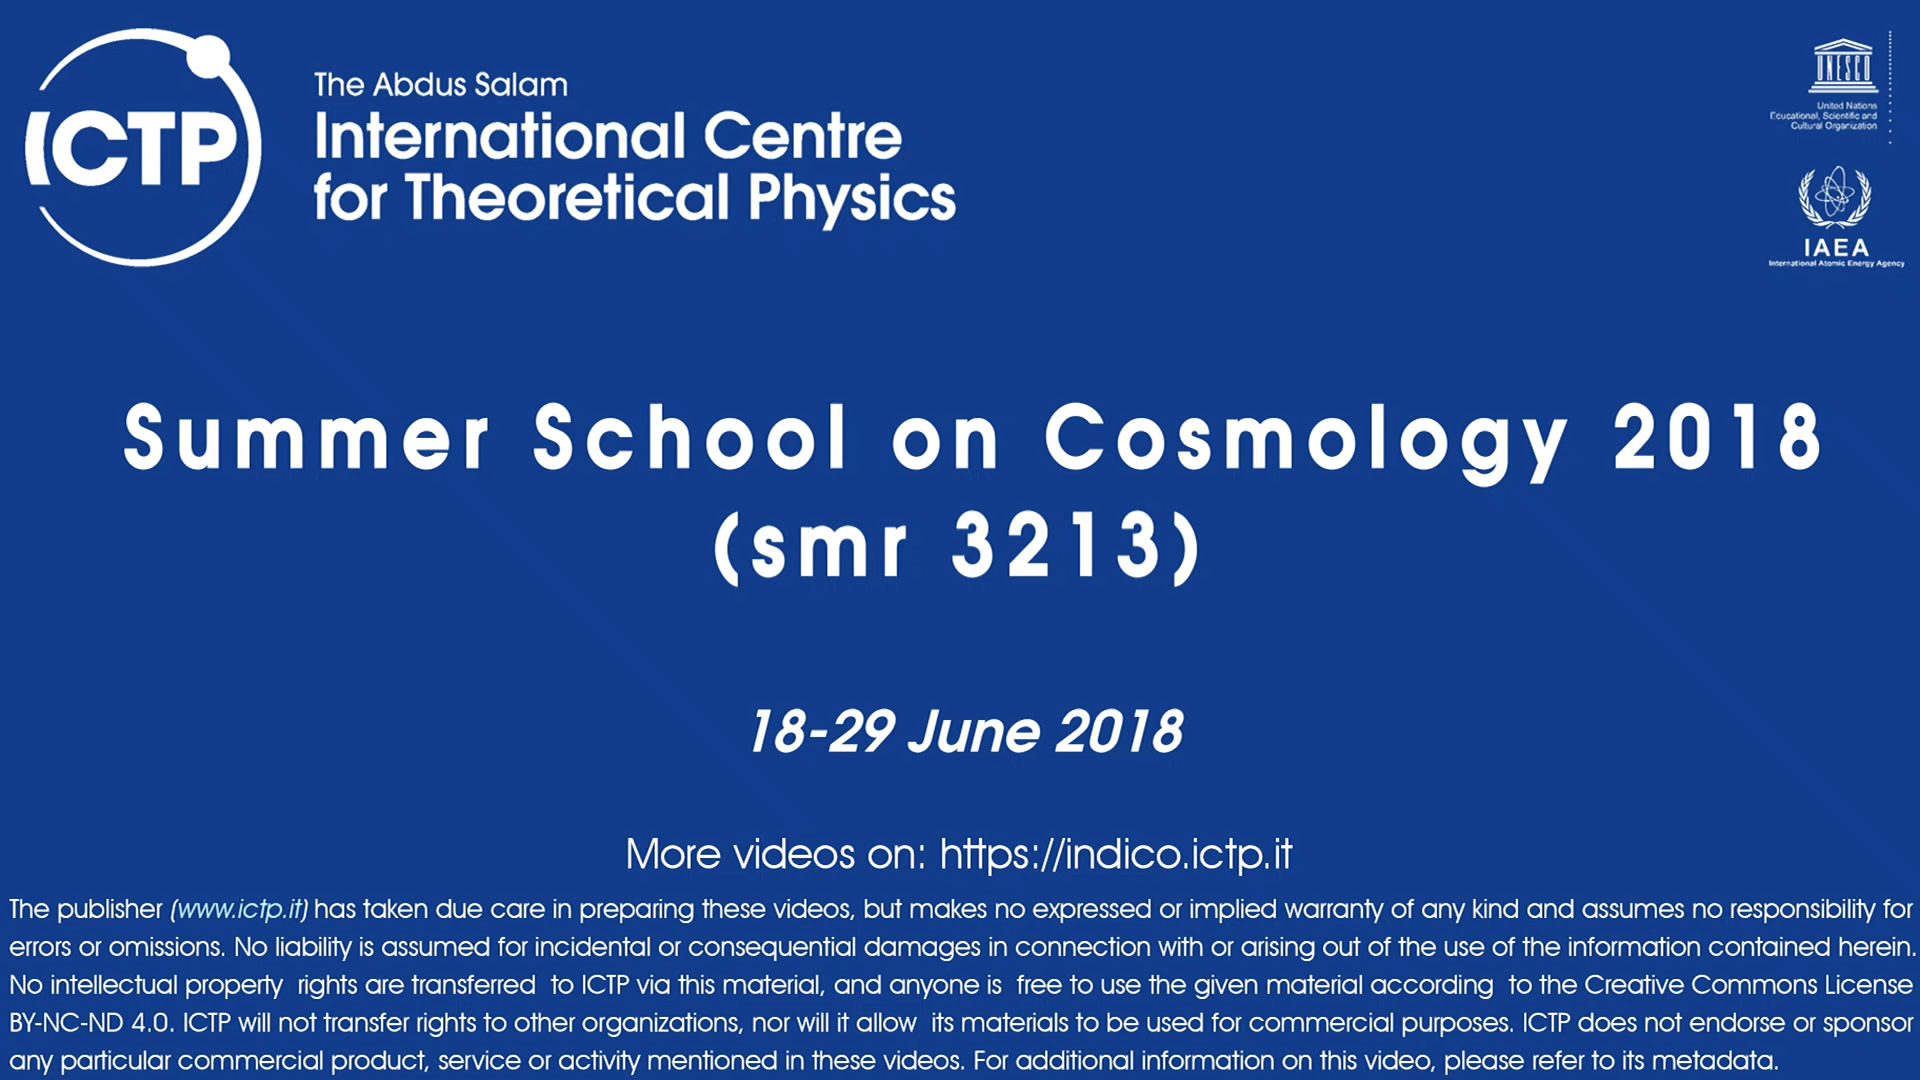 ICTP
The Abdus Salam
International Centre
for Theoretical Physics
UNESCO
United Nations
Educational, Scientific and
Cultural Organization
IAEA
International Atomic Energy Agency
Summer School on Cosmology 2018
(smr 3213)
18-29 June 2018
More videos on: https://indico.ictp.it
The publisher (www.ictp.it) has taken due care in preparing these videos, but makes no expressed or implied warranty of any kind and assumes no responsibility for
errors or omissions. No liability is assumed for incidental or consequential damages in connection with or arising out of the use of the information contained herein.
No intellectual property rights are transferred to ICTP via this material, and anyone is free to use the given material according to the Creative Commons License
BY-NC-ND 4.0. ICTP will not transfer rights to other organizations, nor will it allow its materials to be used for commercial purposes. ICTP does not endorse or sponsor
any particular commercial product, service or activity mentioned in these videos. For additional information on this video, please refer to its metadata.